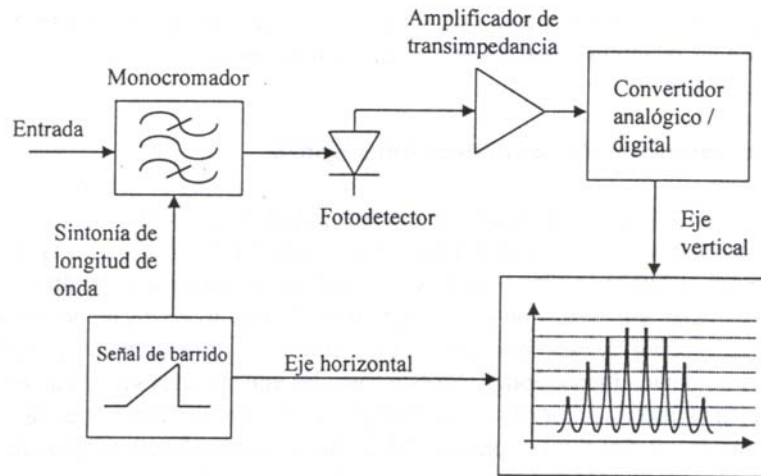 Amplificador de
transimpedancia
Monocromador
Convertidor
analógico /
digital
Entrada
Fotodetector
Sintonía de
longitud de
onda
Eje
vertical
Señal de barrido
Eje horizontal